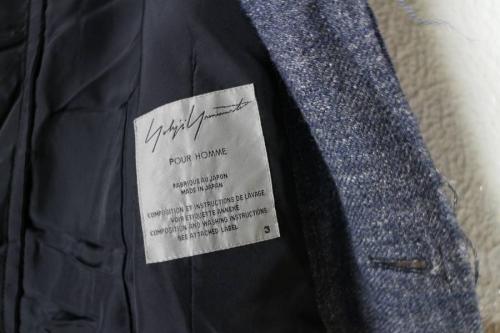 Yohji Yamamoto
POUR HOMME
FABRIQUE AU JAPON
MADE IN JAPAN
COMPOSITION ET INSTRUCTIONS DE LAVAGE
VOIR ETIQUETTE ANNEXE
COMPOSITION AND WASHING INSTRUCTIONS
SEE ATTACHED LABEL
3